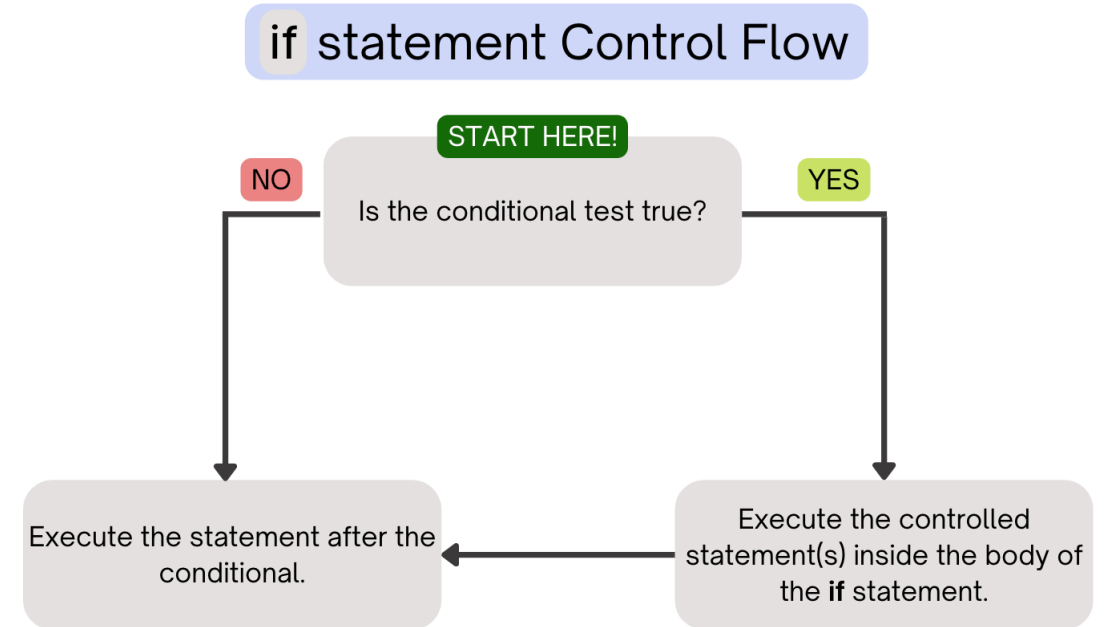 if statement Control Flow
START HERE!
NO
YES
Is the conditional test true?
Execute the statement after the
conditional.
Execute the controlled
statement(s) inside the body of
the if statement.